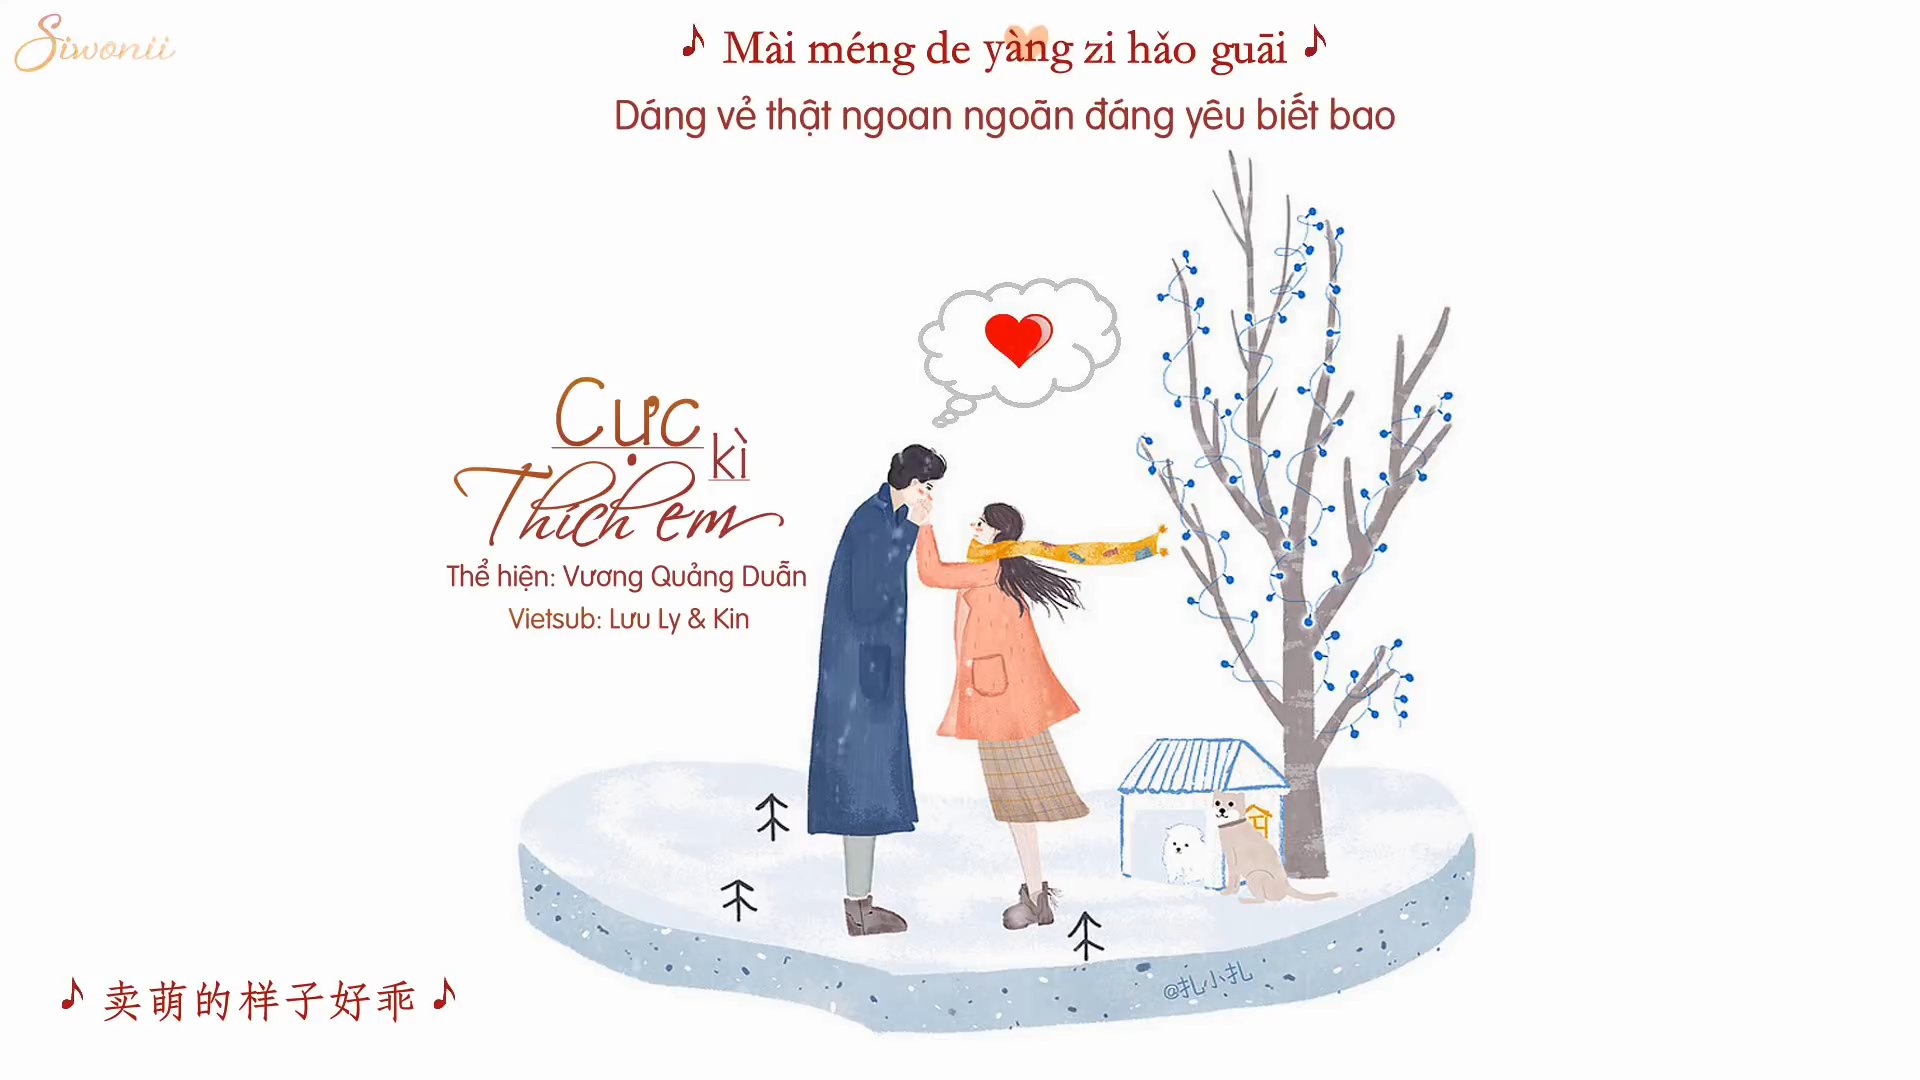 Siwonii
♪ Mài méng de yàng zi hǎo guāi ♪
Dáng vẻ thật ngoan ngoãn đáng yêu biết bao
Cực
kì
Thích em
Thể hiện: Vương Quảng Duẫn
Vietsub: Lưu Ly & Kin
@扎小扎
♪ 卖萌的样子好乖 ♪